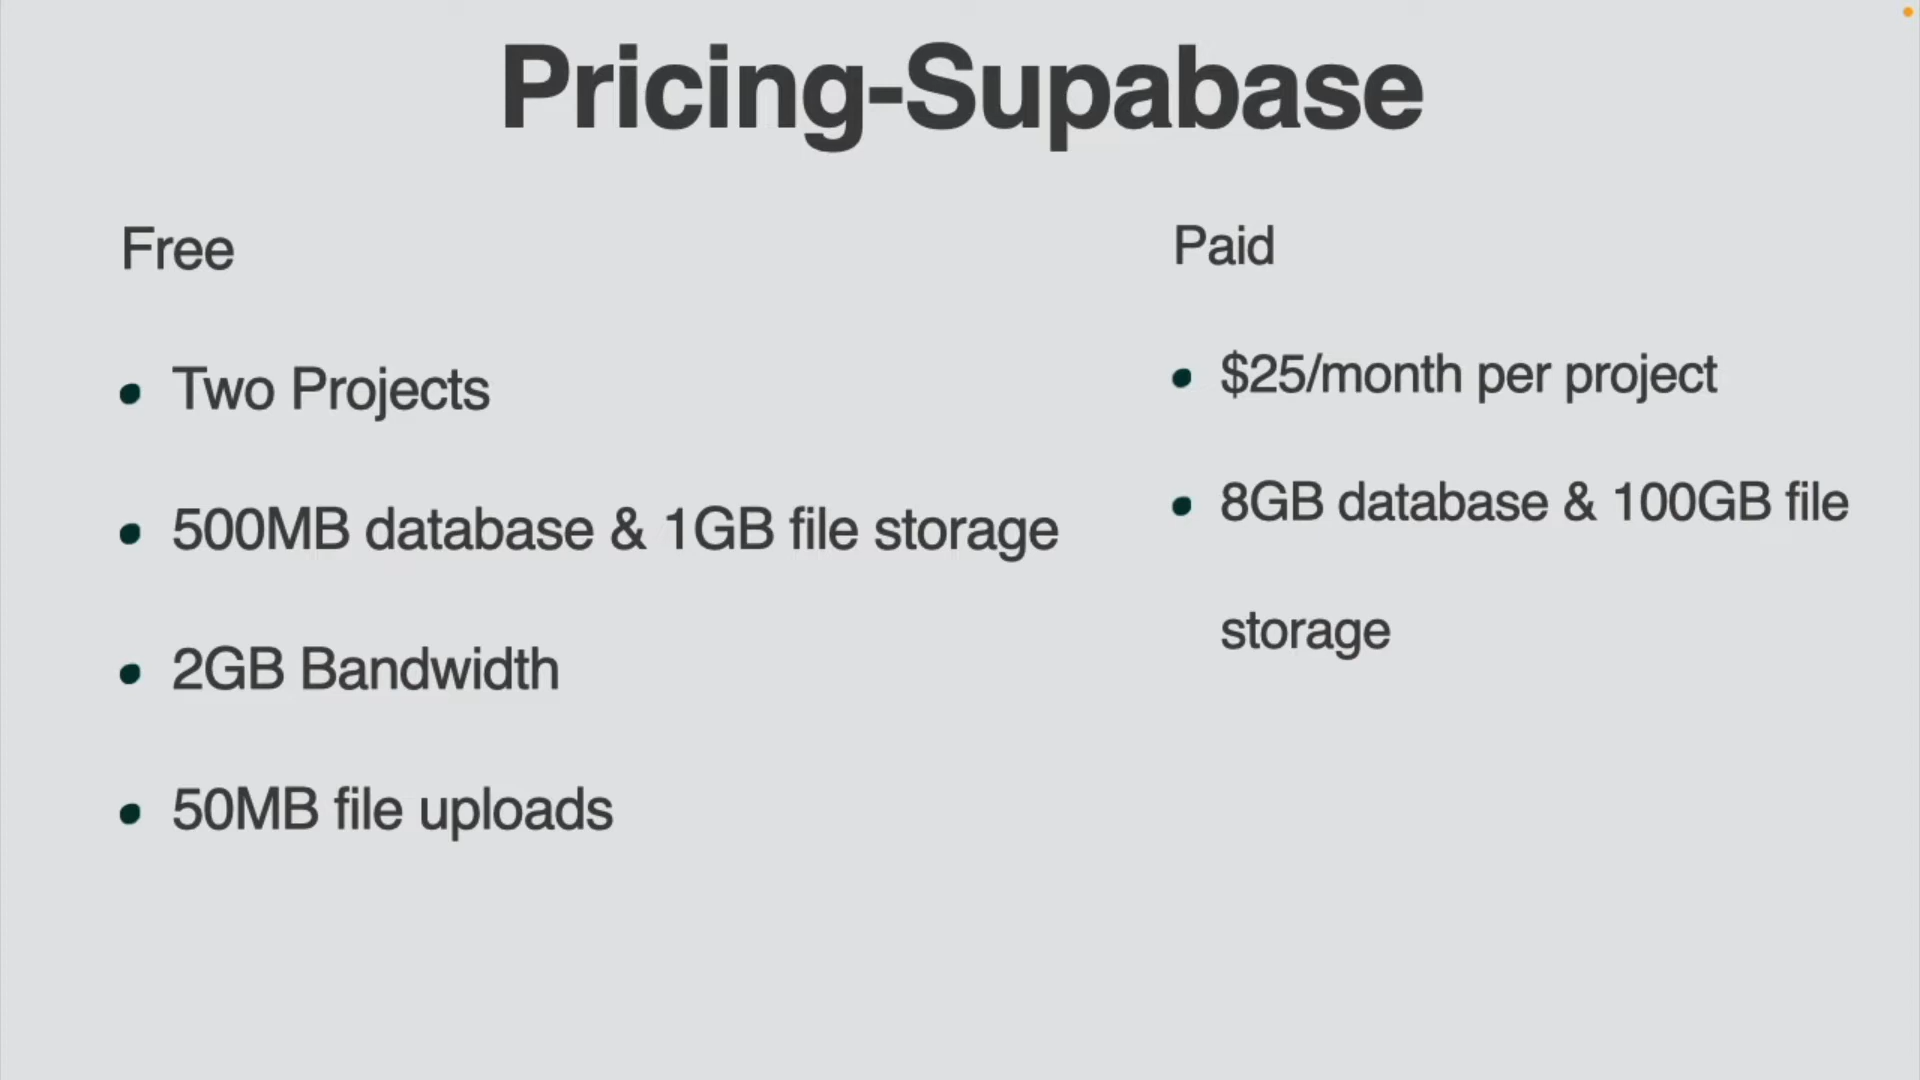 Pricing-Supabase
Free
• Two Projects
• 500MB database & 1GB file storage
• 2GB Bandwidth
• 50MB file uploads
Paid
• $25/month per project
• 8GB database & 100GB file
storage